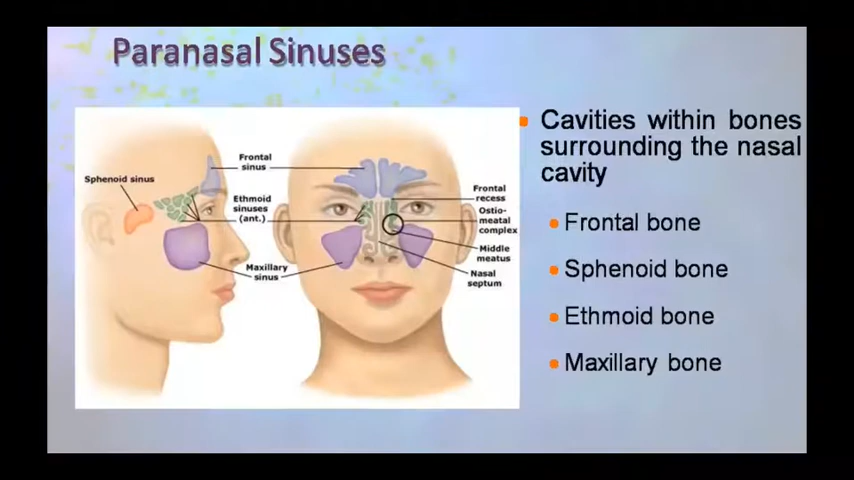 Paranasal Sinuses
Sphenoid sinus
Frontal
sinus
Ethmoid
sinuses
(ant.)
Maxillary
sinus
Frontal
recess
Ostio-
meatal
complex
Middle
meatus
Nasal
septum
Cavities within bones
surrounding the nasal
cavity
Frontal bone
Sphenoid bone
Ethmoid bone
Maxillary bone